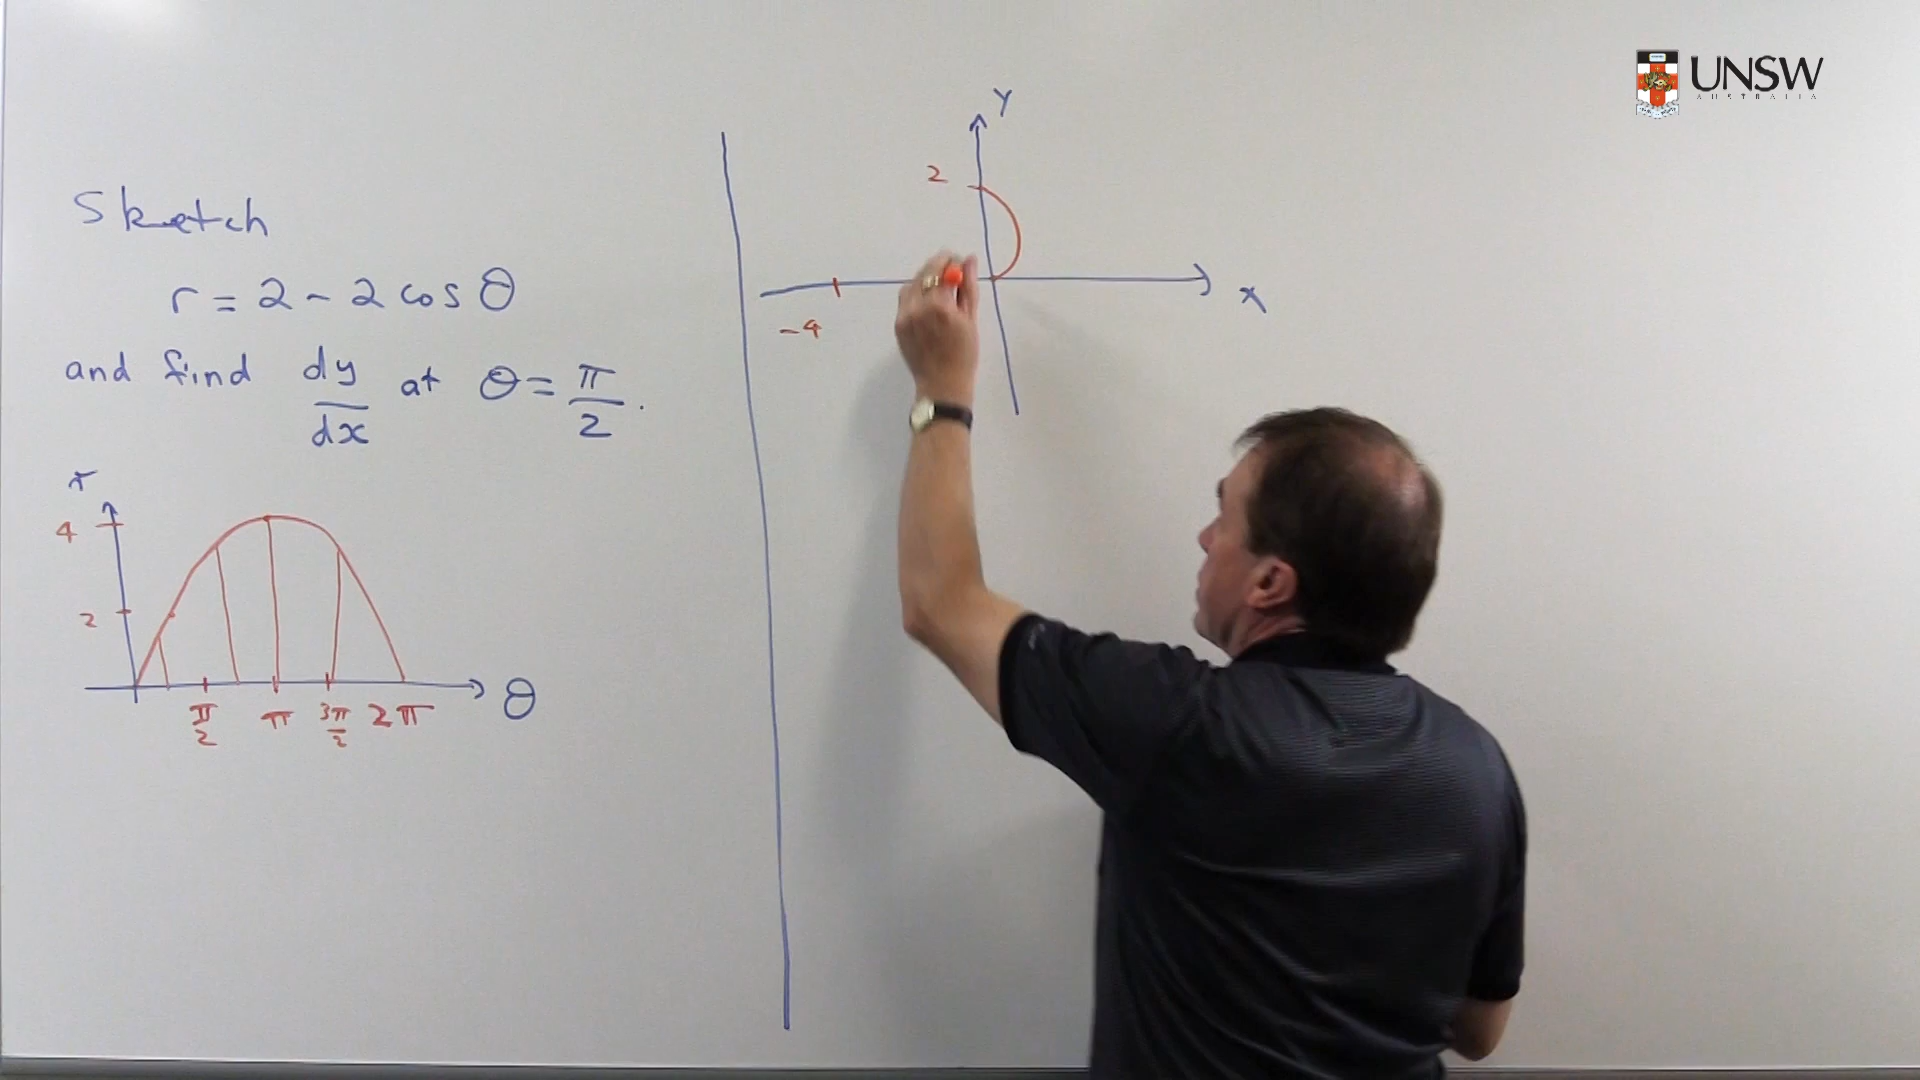 UNSW
AUSTRALIA
Sketch
r = 2 - 2 cos θ
and find dy/dx at θ = π/2.
r
4
2
π/2 π 3π/2 2π
θ
Y
2
-4
x